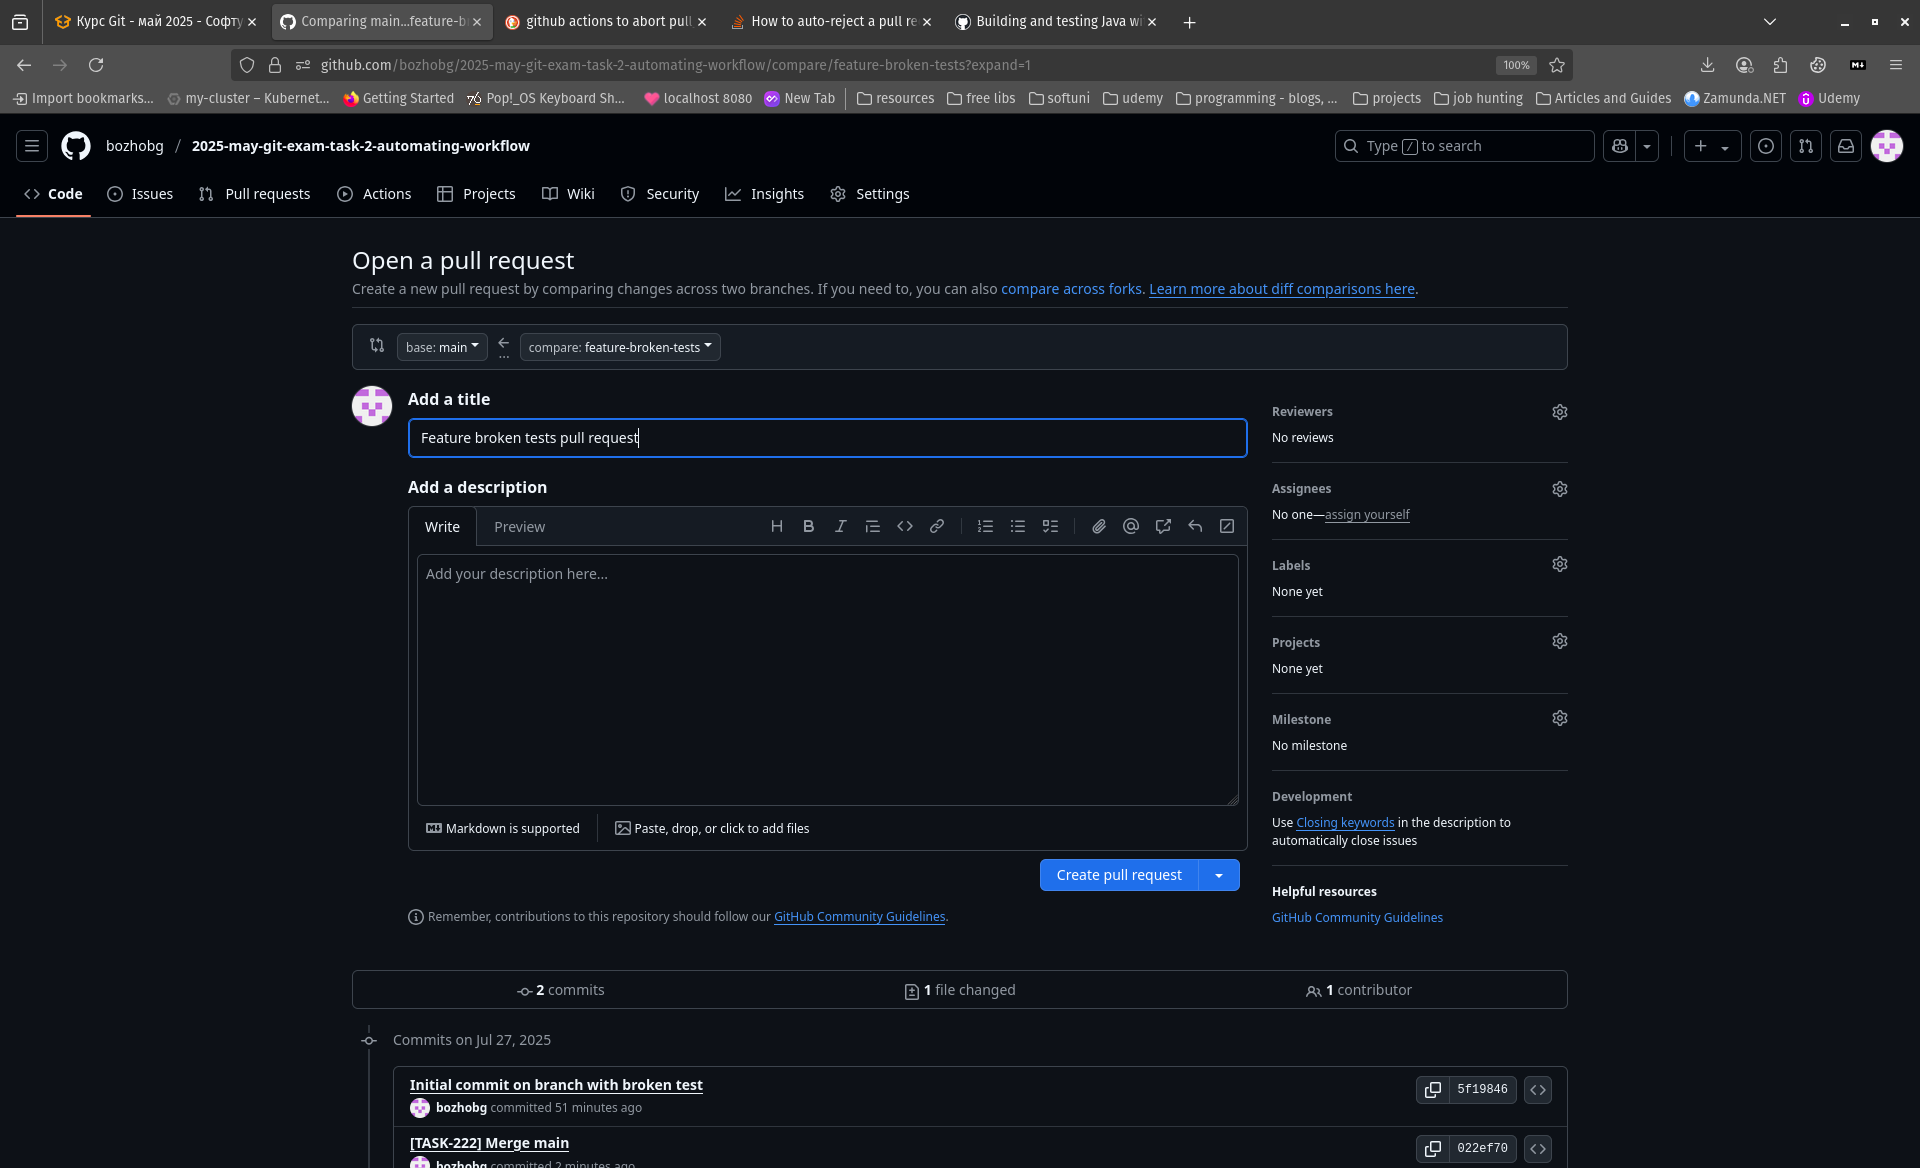 Курс Git - май 2025 - Софту
Comparing main...feature-b
github actions to abort pull
How to auto-reject a pull re
Building and testing Java wi
github.com/bozhobg/2025-may-git-exam-task-2-automating-workflow/compare/feature-broken-tests?expand=1
100%
Import bookmarks...
my-cluster – Kubernet...
Getting Started
Pop!_OS Keyboard Sh...
localhost 8080
New Tab
resources
free libs
softuni
udemy
programming - blogs, ...
projects
job hunting
Articles and Guides
Zamunda.NET
Udemy
bozhobg / 2025-may-git-exam-task-2-automating-workflow
Type / to search
Code
Issues
Pull requests
Actions
Projects
Wiki
Security
Insights
Settings
Open a pull request
Create a new pull request by comparing changes across two branches. If you need to, you can also compare across forks. Learn more about diff comparisons here.
base: main
...
compare: feature-broken-tests
Add a title
Feature broken tests pull request
Add a description
Write
Preview
Add your description here...
Markdown is supported
Paste, drop, or click to add files
Create pull request
Remember, contributions to this repository should follow our GitHub Community Guidelines.
Reviewers
No reviews
Assignees
No one—assign yourself
Labels
None yet
Projects
None yet
Milestone
No milestone
Development
Use Closing keywords in the description to
automatically close issues
Helpful resources
GitHub Community Guidelines
2 commits
1 file changed
1 contributor
Commits on Jul 27, 2025
Initial commit on branch with broken test
bozhobg committed 51 minutes ago
5f19846
[TASK-222] Merge main
bozhobg committed 2 minutes ago
022ef70